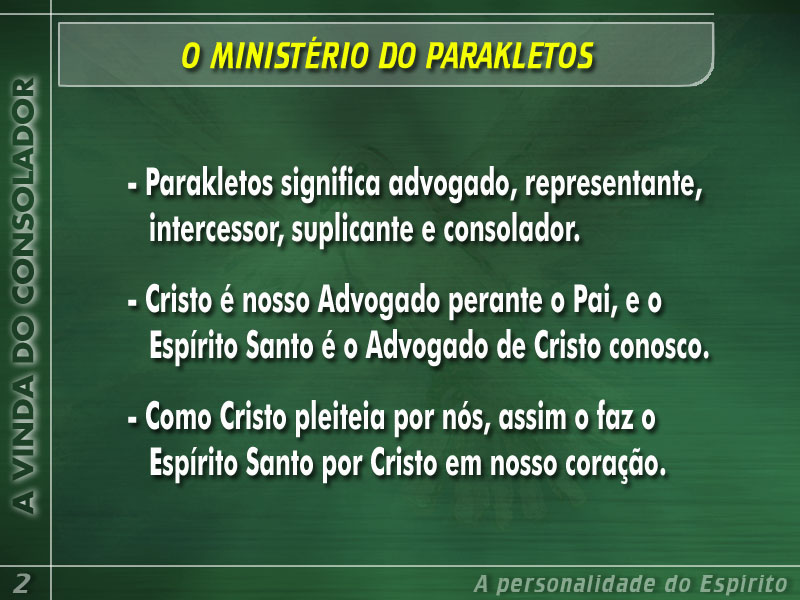 O MINISTÉRIO DO PARAKLETOS
A VINDA DO CONSOLADOR
- Parakletos significa advogado, representante,
intercessor, suplicante e consolador.
- Cristo é nosso Advogado perante o Pai, e o
Espírito Santo é o Advogado de Cristo conosco.
- Como Cristo pleiteia por nós, assim o faz o
Espírito Santo por Cristo em nosso coração.
2
A personalidade do Espírito